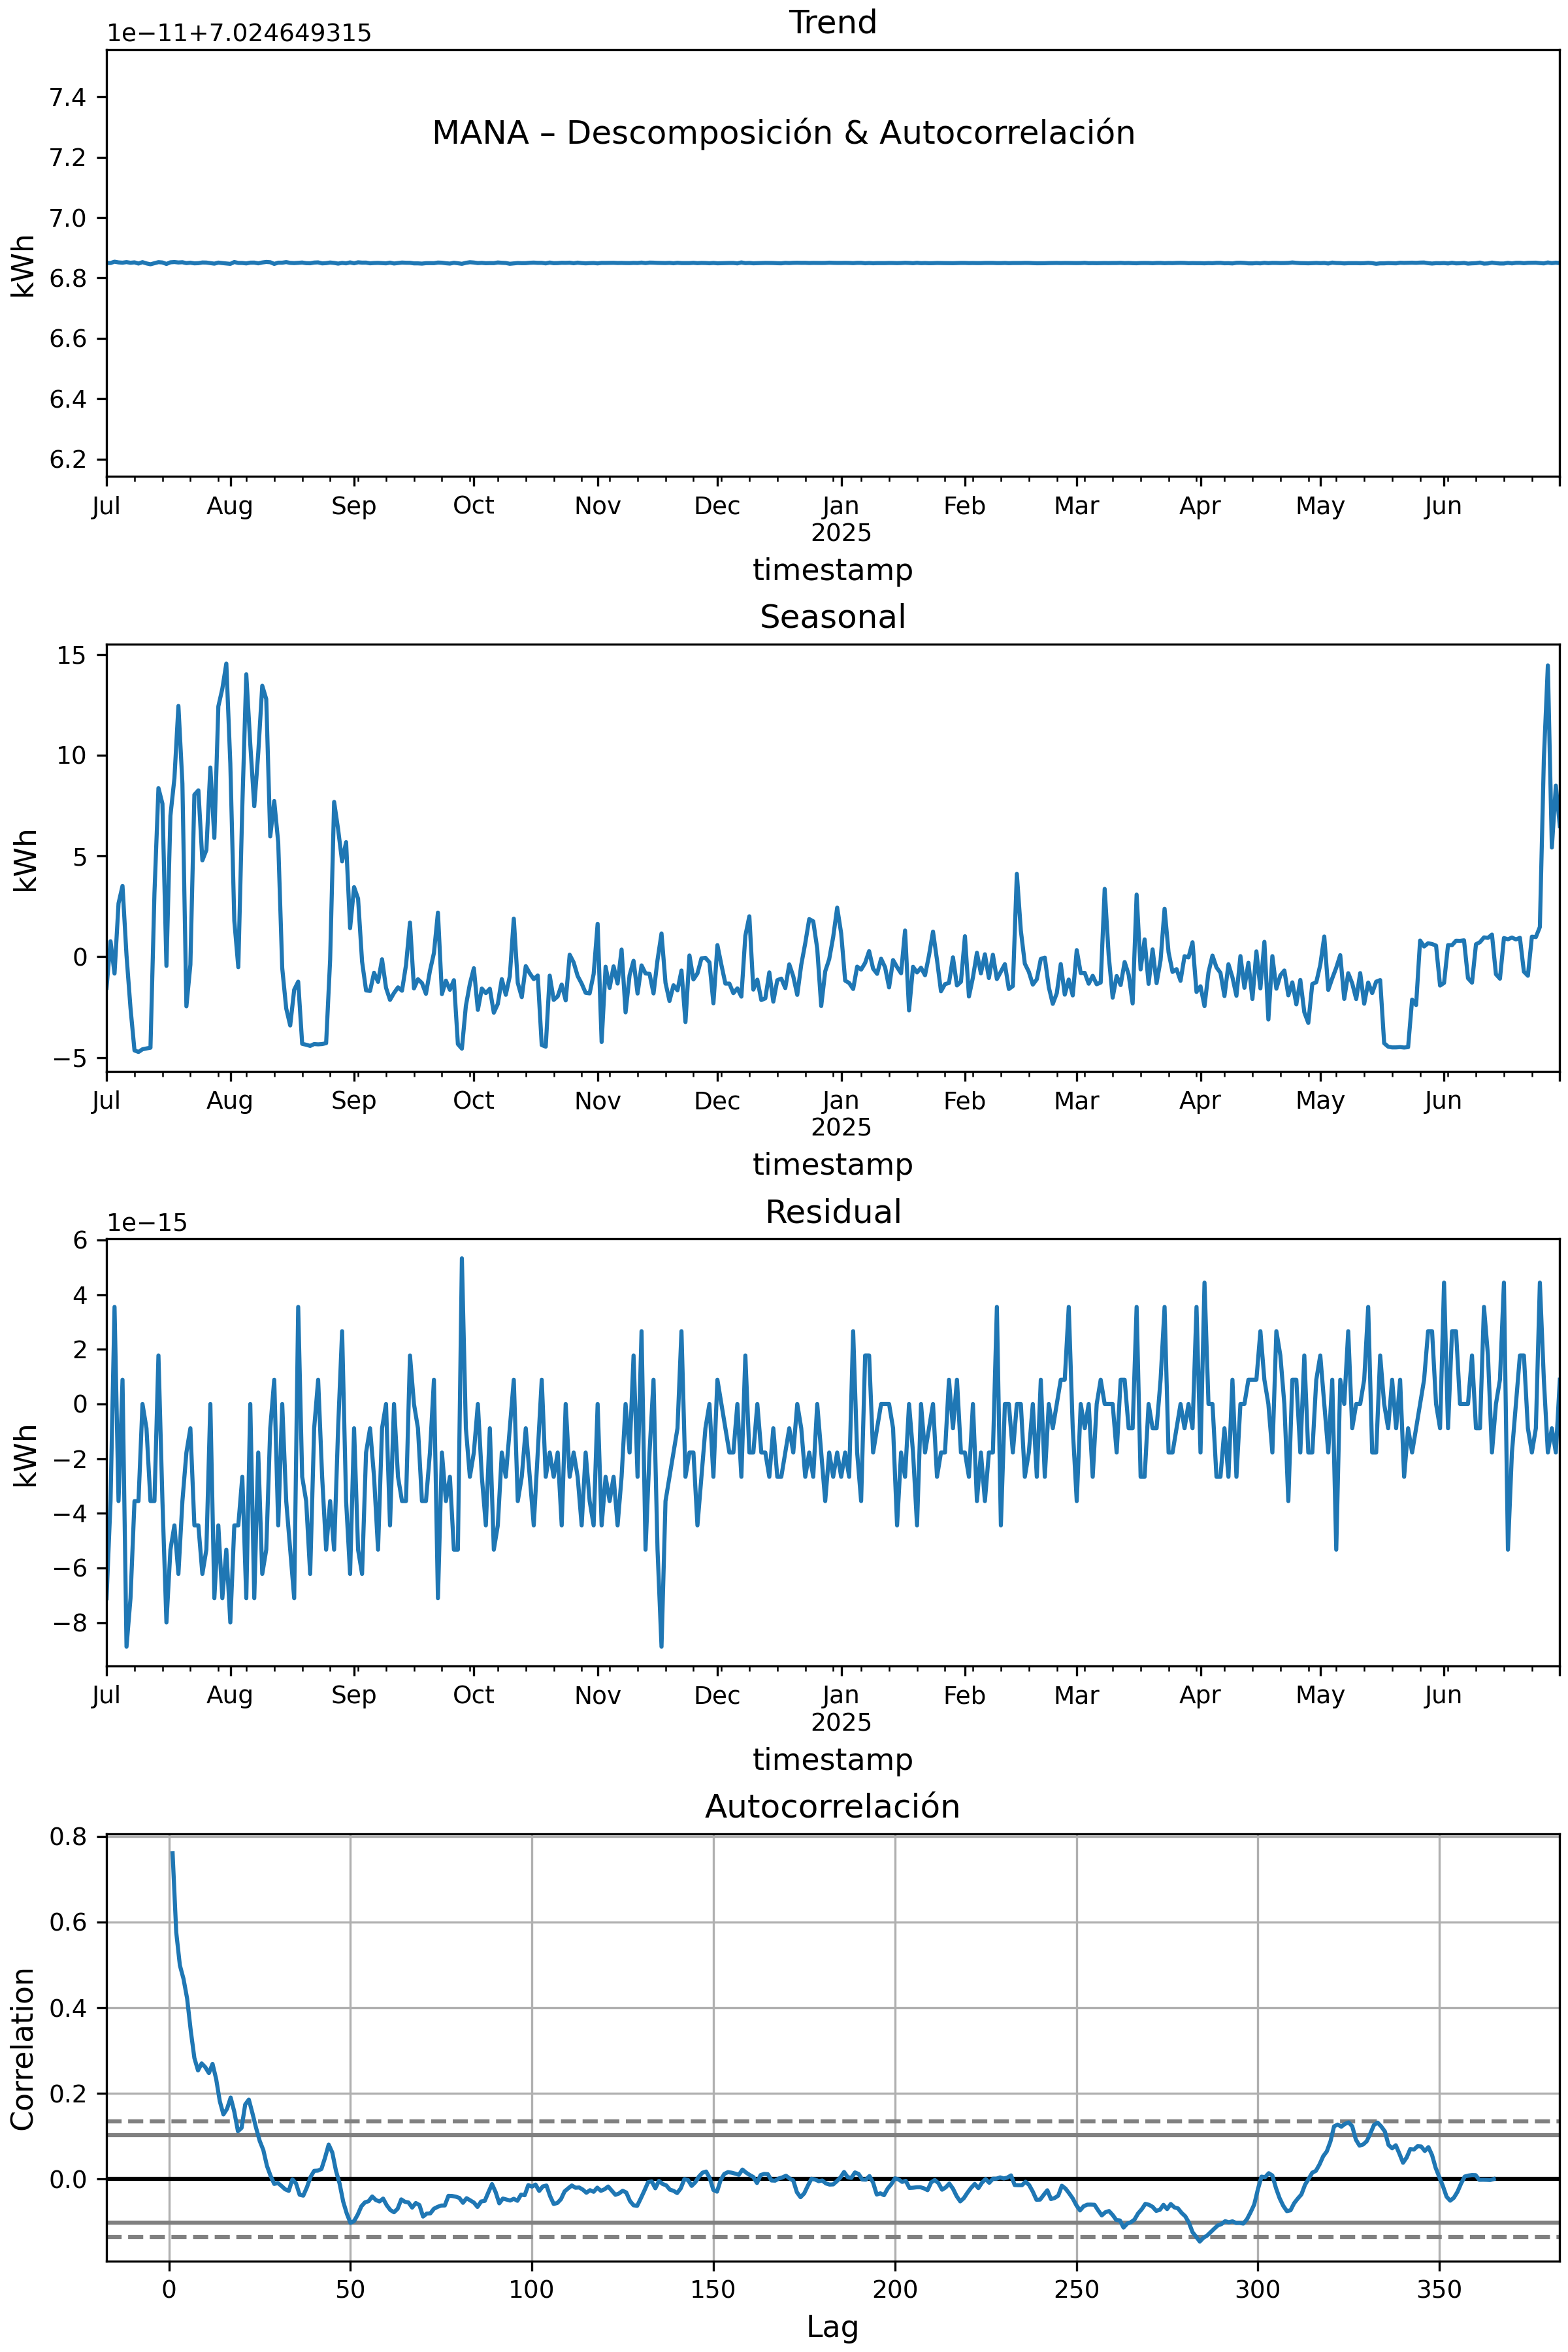 Trend
1e−11+7.024649315
MANA – Descomposición & Autocorrelación
kWh
7.4
7.2
7.0
6.8
6.6
6.4
6.2
Jul Aug Sep Oct Nov Dec Jan Feb Mar Apr May Jun
2025
timestamp
Seasonal
kWh
15
10
5
0
−5
Jul Aug Sep Oct Nov Dec Jan Feb Mar Apr May Jun
2025
timestamp
Residual
1e−15
kWh
6
4
2
0
−2
−4
−6
−8
Jul Aug Sep Oct Nov Dec Jan Feb Mar Apr May Jun
2025
timestamp
Autocorrelación
Correlation
0.8
0.6
0.4
0.2
0.0
0 50 100 150 200 250 300 350
Lag